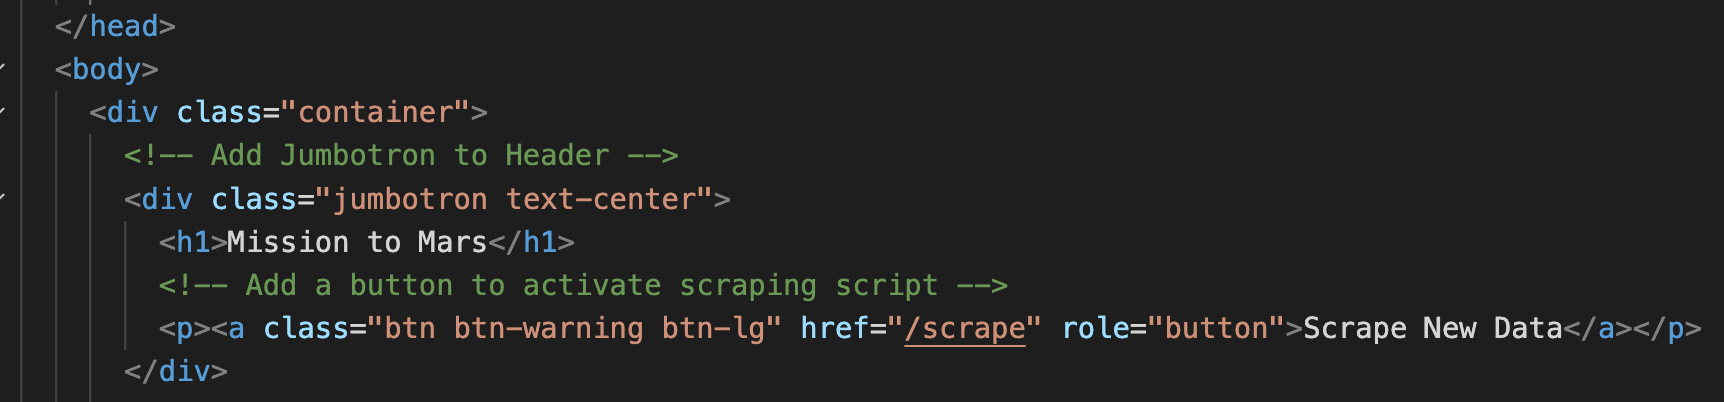 </head>
<body>
<div class="container">
<!-- Add Jumbotron to Header -->
<div class="jumbotron text-center">
<h1>Mission to Mars</h1>
<!-- Add a button to activate scraping script -->
<p><a class="btn btn-warning btn-lg" href="/scrape" role="button">Scrape New Data</a></p>
</div>